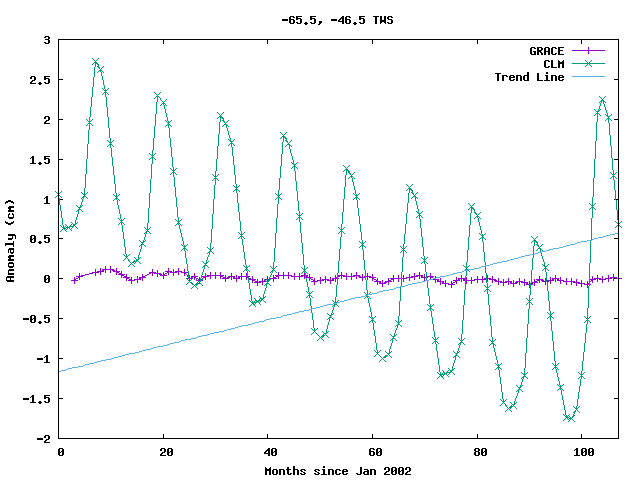 -65.5, -46.5 TWS
GRACE
CLM
Trend Line
3
2.5
2
1.5
1
0.5
0
-0.5
-1
-1.5
-2
Anomaly (cm)
0 20 40 60 80 100
Months since Jan 2002